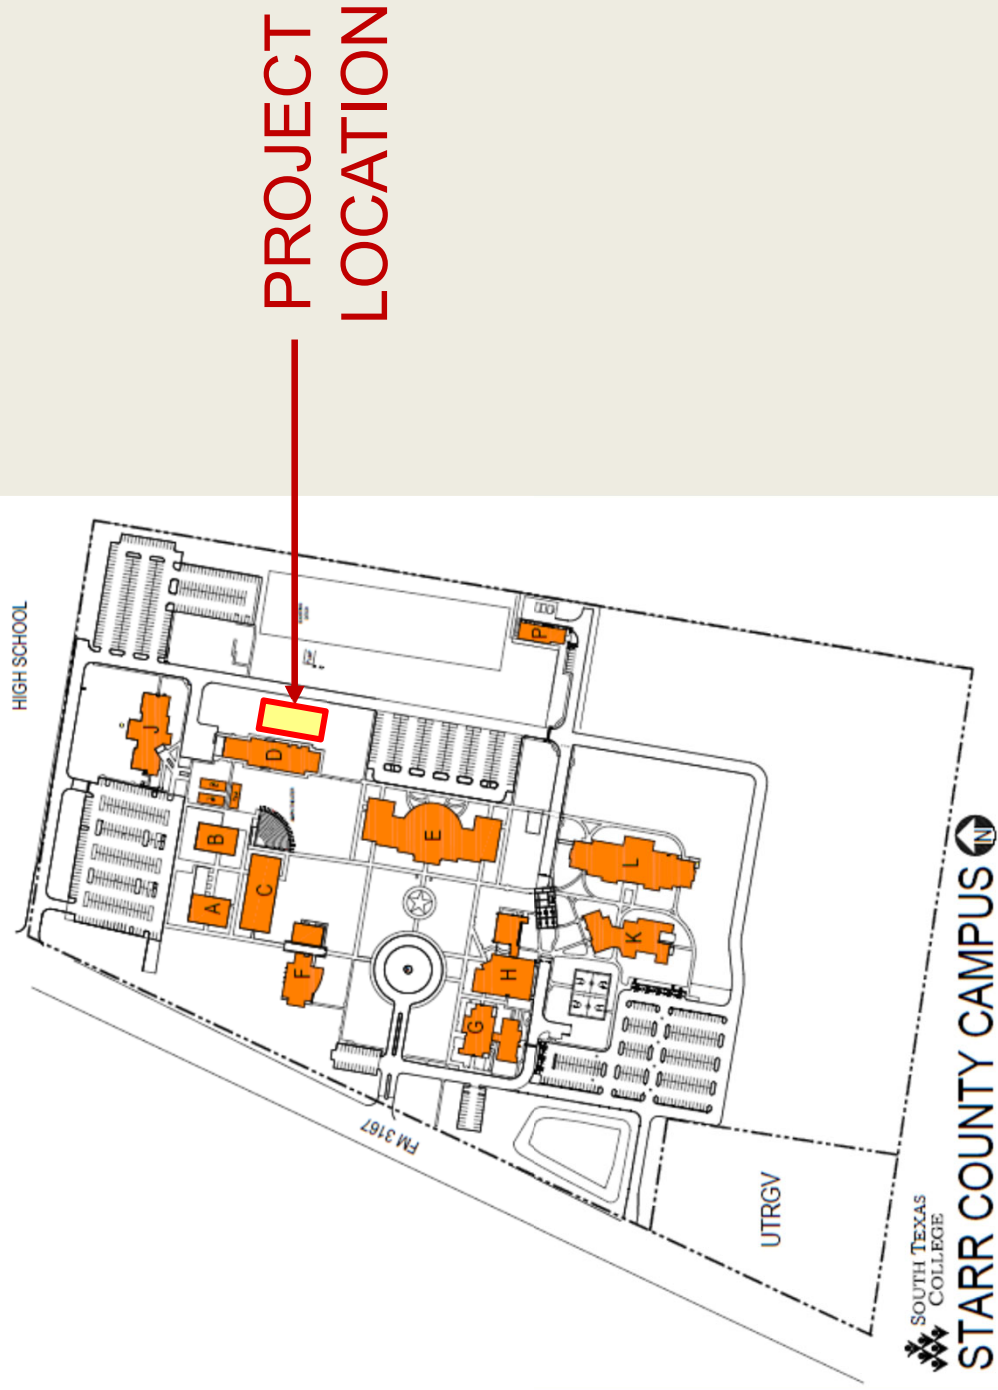 PROJECT
LOCATION
HIGH SCHOOL
J
D
B
A
C
F
E
P
L
K
H
G
FM 3167
UTRGV
SOUTH TEXAS
COLLEGE
STARR COUNTY CAMPUS
N